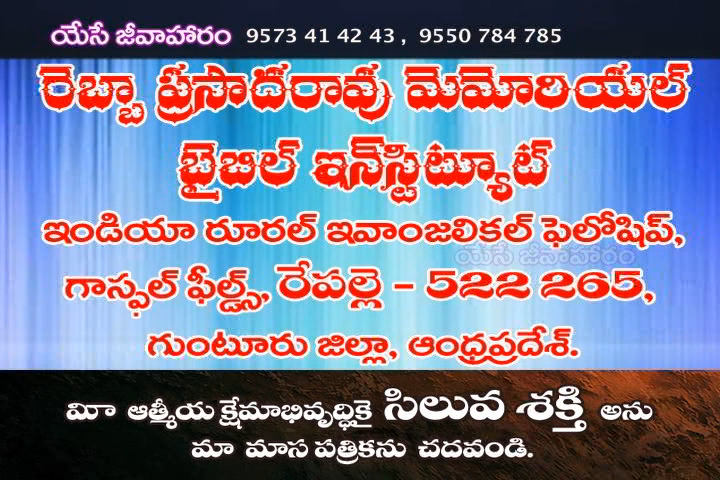 యేసే జీవాహారం 9573 41 42 43 , 9550 784 785
రెబ్బా ప్రసాదరావు మెమోరియల్
బైబిల్ ఇన్‌స్టిట్యూట్
ఇండియా రూరల్ ఇవాంజలికల్ ఫెలోషిప్,
యేసే జీవాహారం
గాస్పల్ ఫీల్డ్స్, రేపల్లె - 522 265,
గుంటూరు జిల్లా, ఆంధ్రప్రదేశ్.
మీ ఆత్మీయ క్షేమాభివృద్ధికై సిలువ శక్తి అను
మా మాస పత్రికను చదవండి.